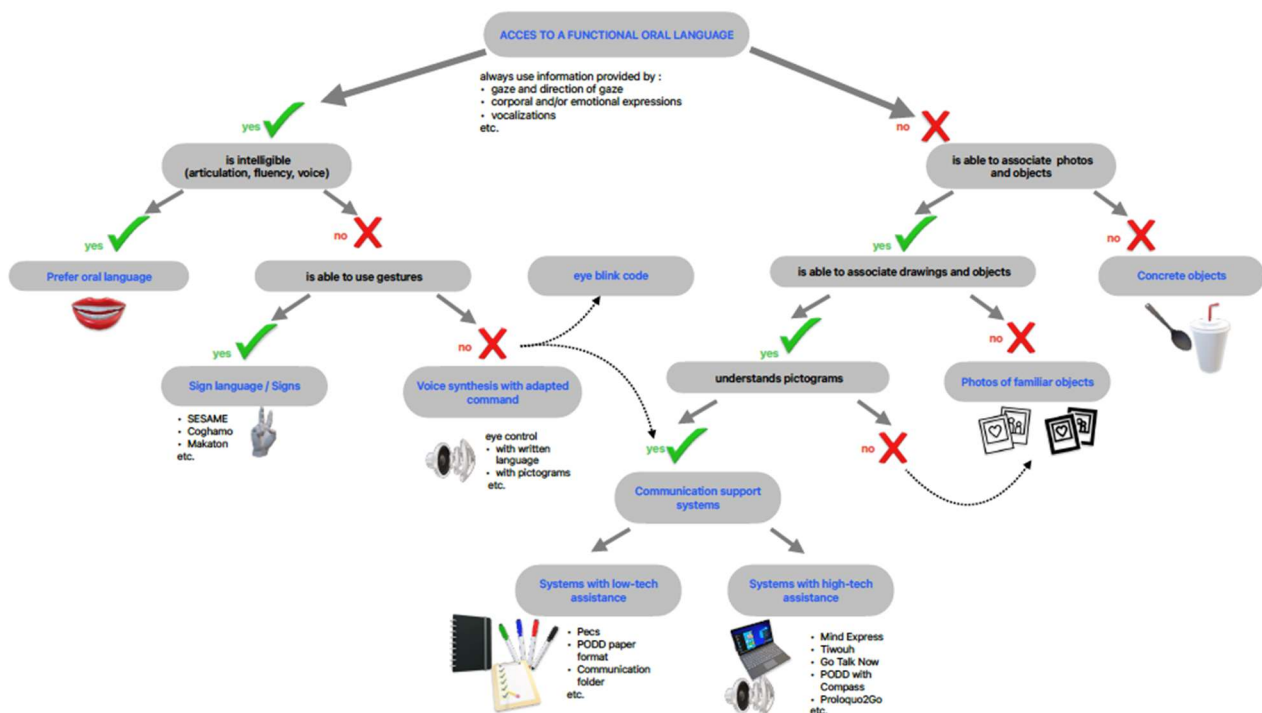 ACCES TO A FUNCTIONAL ORAL LANGUAGE
always use information provided by :
• gaze and direction of gaze
• corporal and/or emotional expressions
• vocalizations
etc.
yes
no
is intelligible
(articulation, fluency, voice)
is able to associate photos
and objects
yes
no
yes
no
Prefer oral language
is able to use gestures
eye blink code
is able to associate drawings and objects
Concrete objects
yes
no
yes
no
Sign language / Signs
• SESAME
• Coghamo
• Makaton
etc.
Voice synthesis with adapted
command
eye control
• with written
language
• with pictograms
etc.
understands pictograms
Photos of familiar objects
yes
no
Communication support
systems
Systems with low-tech
assistance
• Pecs
• PODD paper
format
• Communication
folder
etc.
Systems with high-tech
assistance
• Mind Express
• Tiwouh
• Go Talk Now
• PODD with
Compass
• Proloquo2Go
etc.